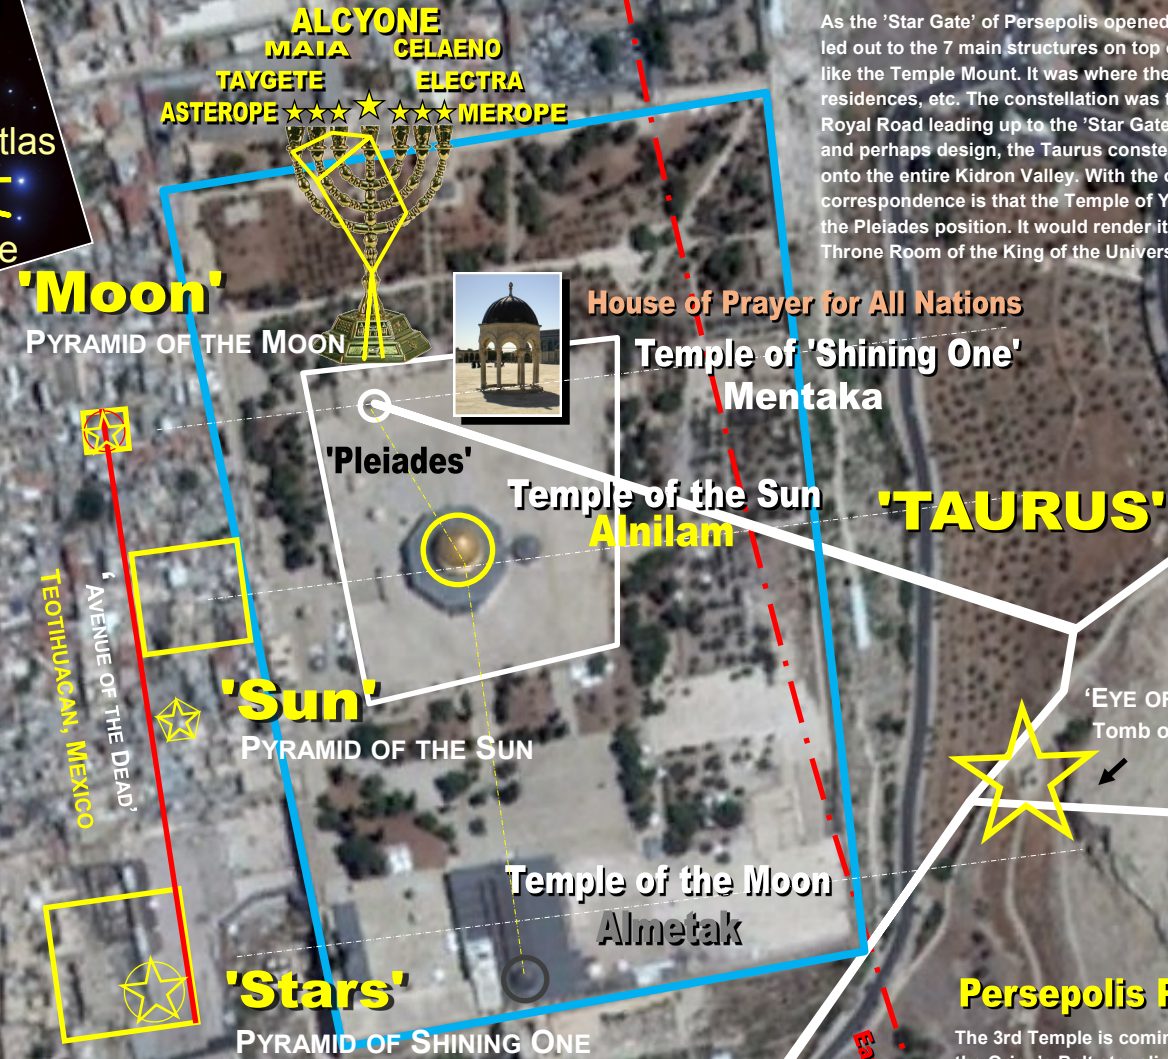 ALCYONE
MAIA CELAENO
TAYGETE ELECTRA
ASTEROPE MEROPE
As the ’Star Gate’ of Persepolis opened
led out to the 7 main structures on top
like the Temple Mount. It was where the
residences, etc. The constellation was
Royal Road leading up to the ’Star Gate
and perhaps design, the Taurus
onto the entire Kidron Valley. With the
correspondence is that the Temple of
the Pleiades position. It would render it
Throne Room of the King of the
'Moon'
PYRAMID OF THE MOON
House of Prayer for All Nations
Temple of 'Shining One'
Mentaka
'Pleiades'
Temple of the Sun
Alnilam
'TAURUS'
‘AVENUE OF THE DEAD’
TEOTIHUACAN, MEXICO
'Sun'
PYRAMID OF THE SUN
‘EYE OF
Tomb
Temple of the Moon
Almetak
'Stars'
PYRAMID OF SHINING ONE
Persepolis
The 3rd Temple is